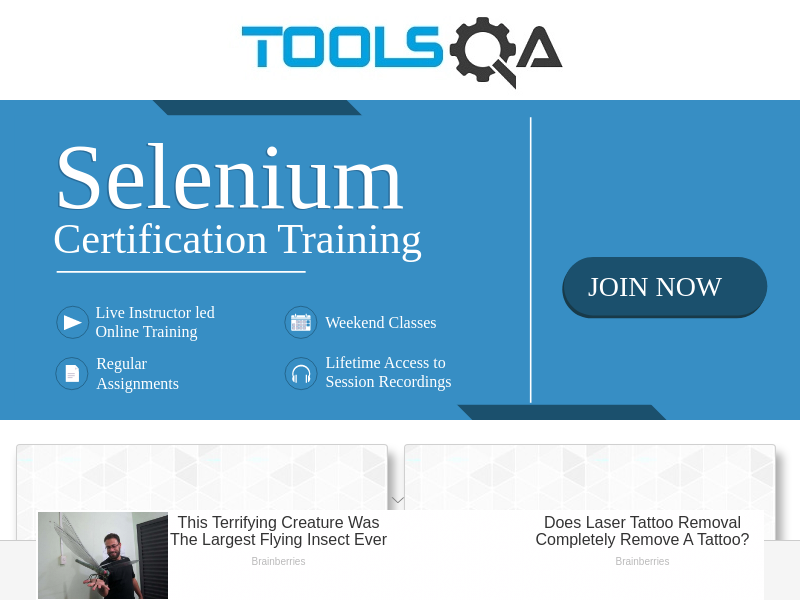 TOOLSQA
Selenium
Certification Training
Live Instructor led
Online Training
Weekend Classes
Regular
Assignments
Lifetime Access to
Session Recordings
JOIN NOW
This Terrifying Creature Was
The Largest Flying Insect Ever
Brainberries
Does Laser Tattoo Removal
Completely Remove A Tattoo?
Brainberries